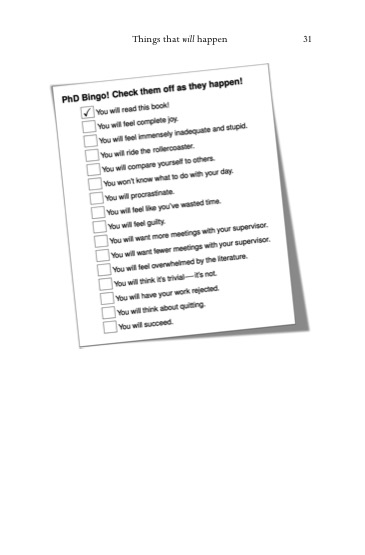 Things that will happen 31
PhD Bingo! Check them off as they happen!
✓ You will read this book!
You will feel complete joy.
You will feel immensely inadequate and stupid.
You will ride the rollercoaster.
You will compare yourself to others.
You won't know what to do with your day.
You will procrastinate.
You will feel like you've wasted time.
You will feel guilty.
You will want more meetings with your supervisor.
You will want fewer meetings with your supervisor.
You will feel overwhelmed by the literature.
You will think it's trivial—it's not.
You will have your work rejected.
You will think about quitting.
You will succeed.